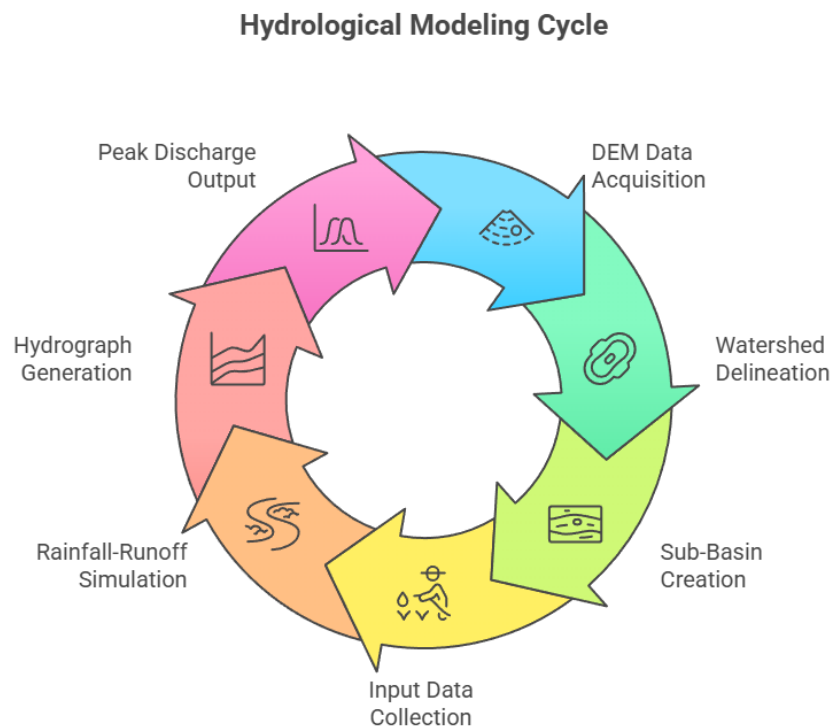 Hydrological Modeling Cycle
Peak Discharge
Output
DEM Data
Acquisition
Hydrograph
Generation
Watershed
Delineation
Rainfall-Runoff
Simulation
Sub-Basin
Creation
Input Data
Collection